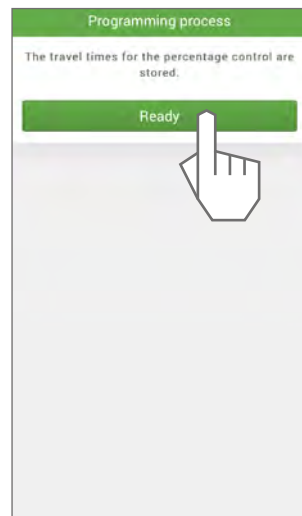 Programming process
The travel times for the percentage control are
stored.
Ready